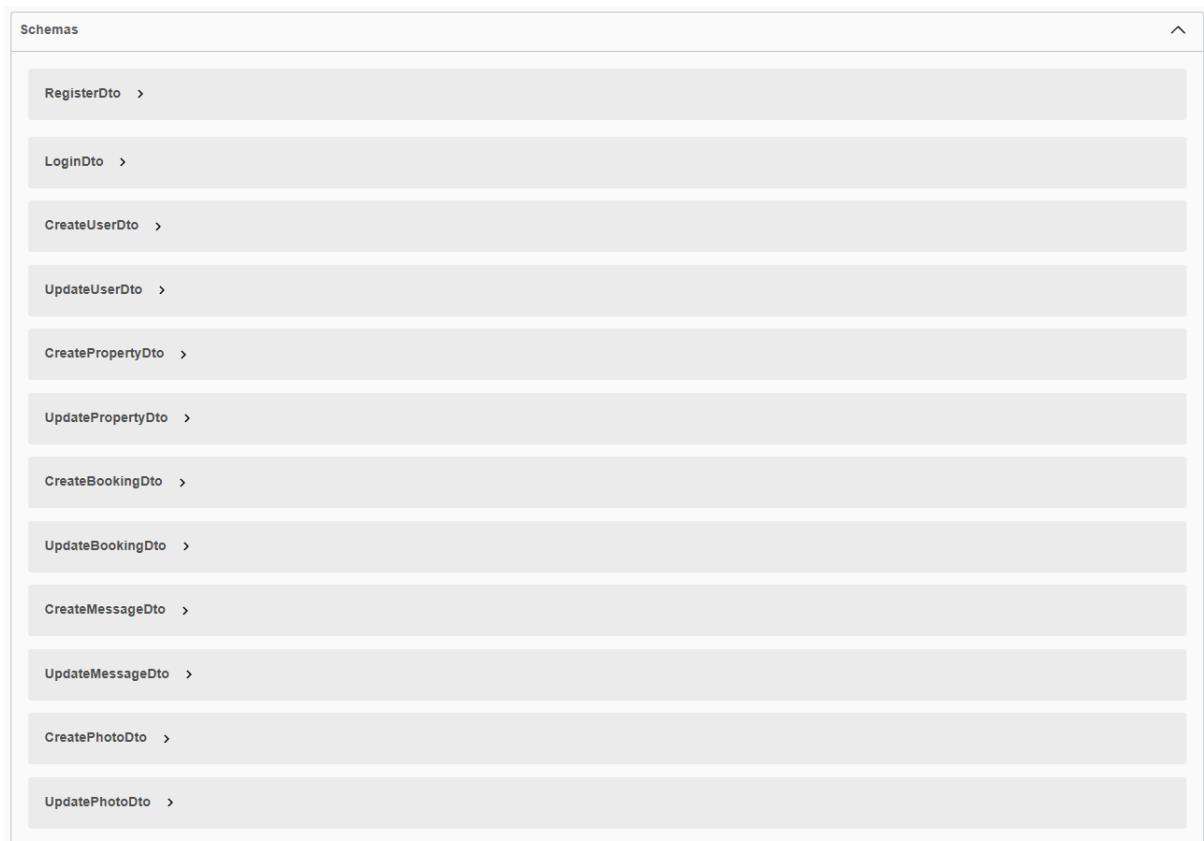 Schemas
RegisterDto
LoginDto
CreateUserDto
UpdateUserDto
CreatePropertyDto
UpdatePropertyDto
CreateBookingDto
UpdateBookingDto
CreateMessageDto
UpdateMessageDto
CreatePhotoDto
UpdatePhotoDto